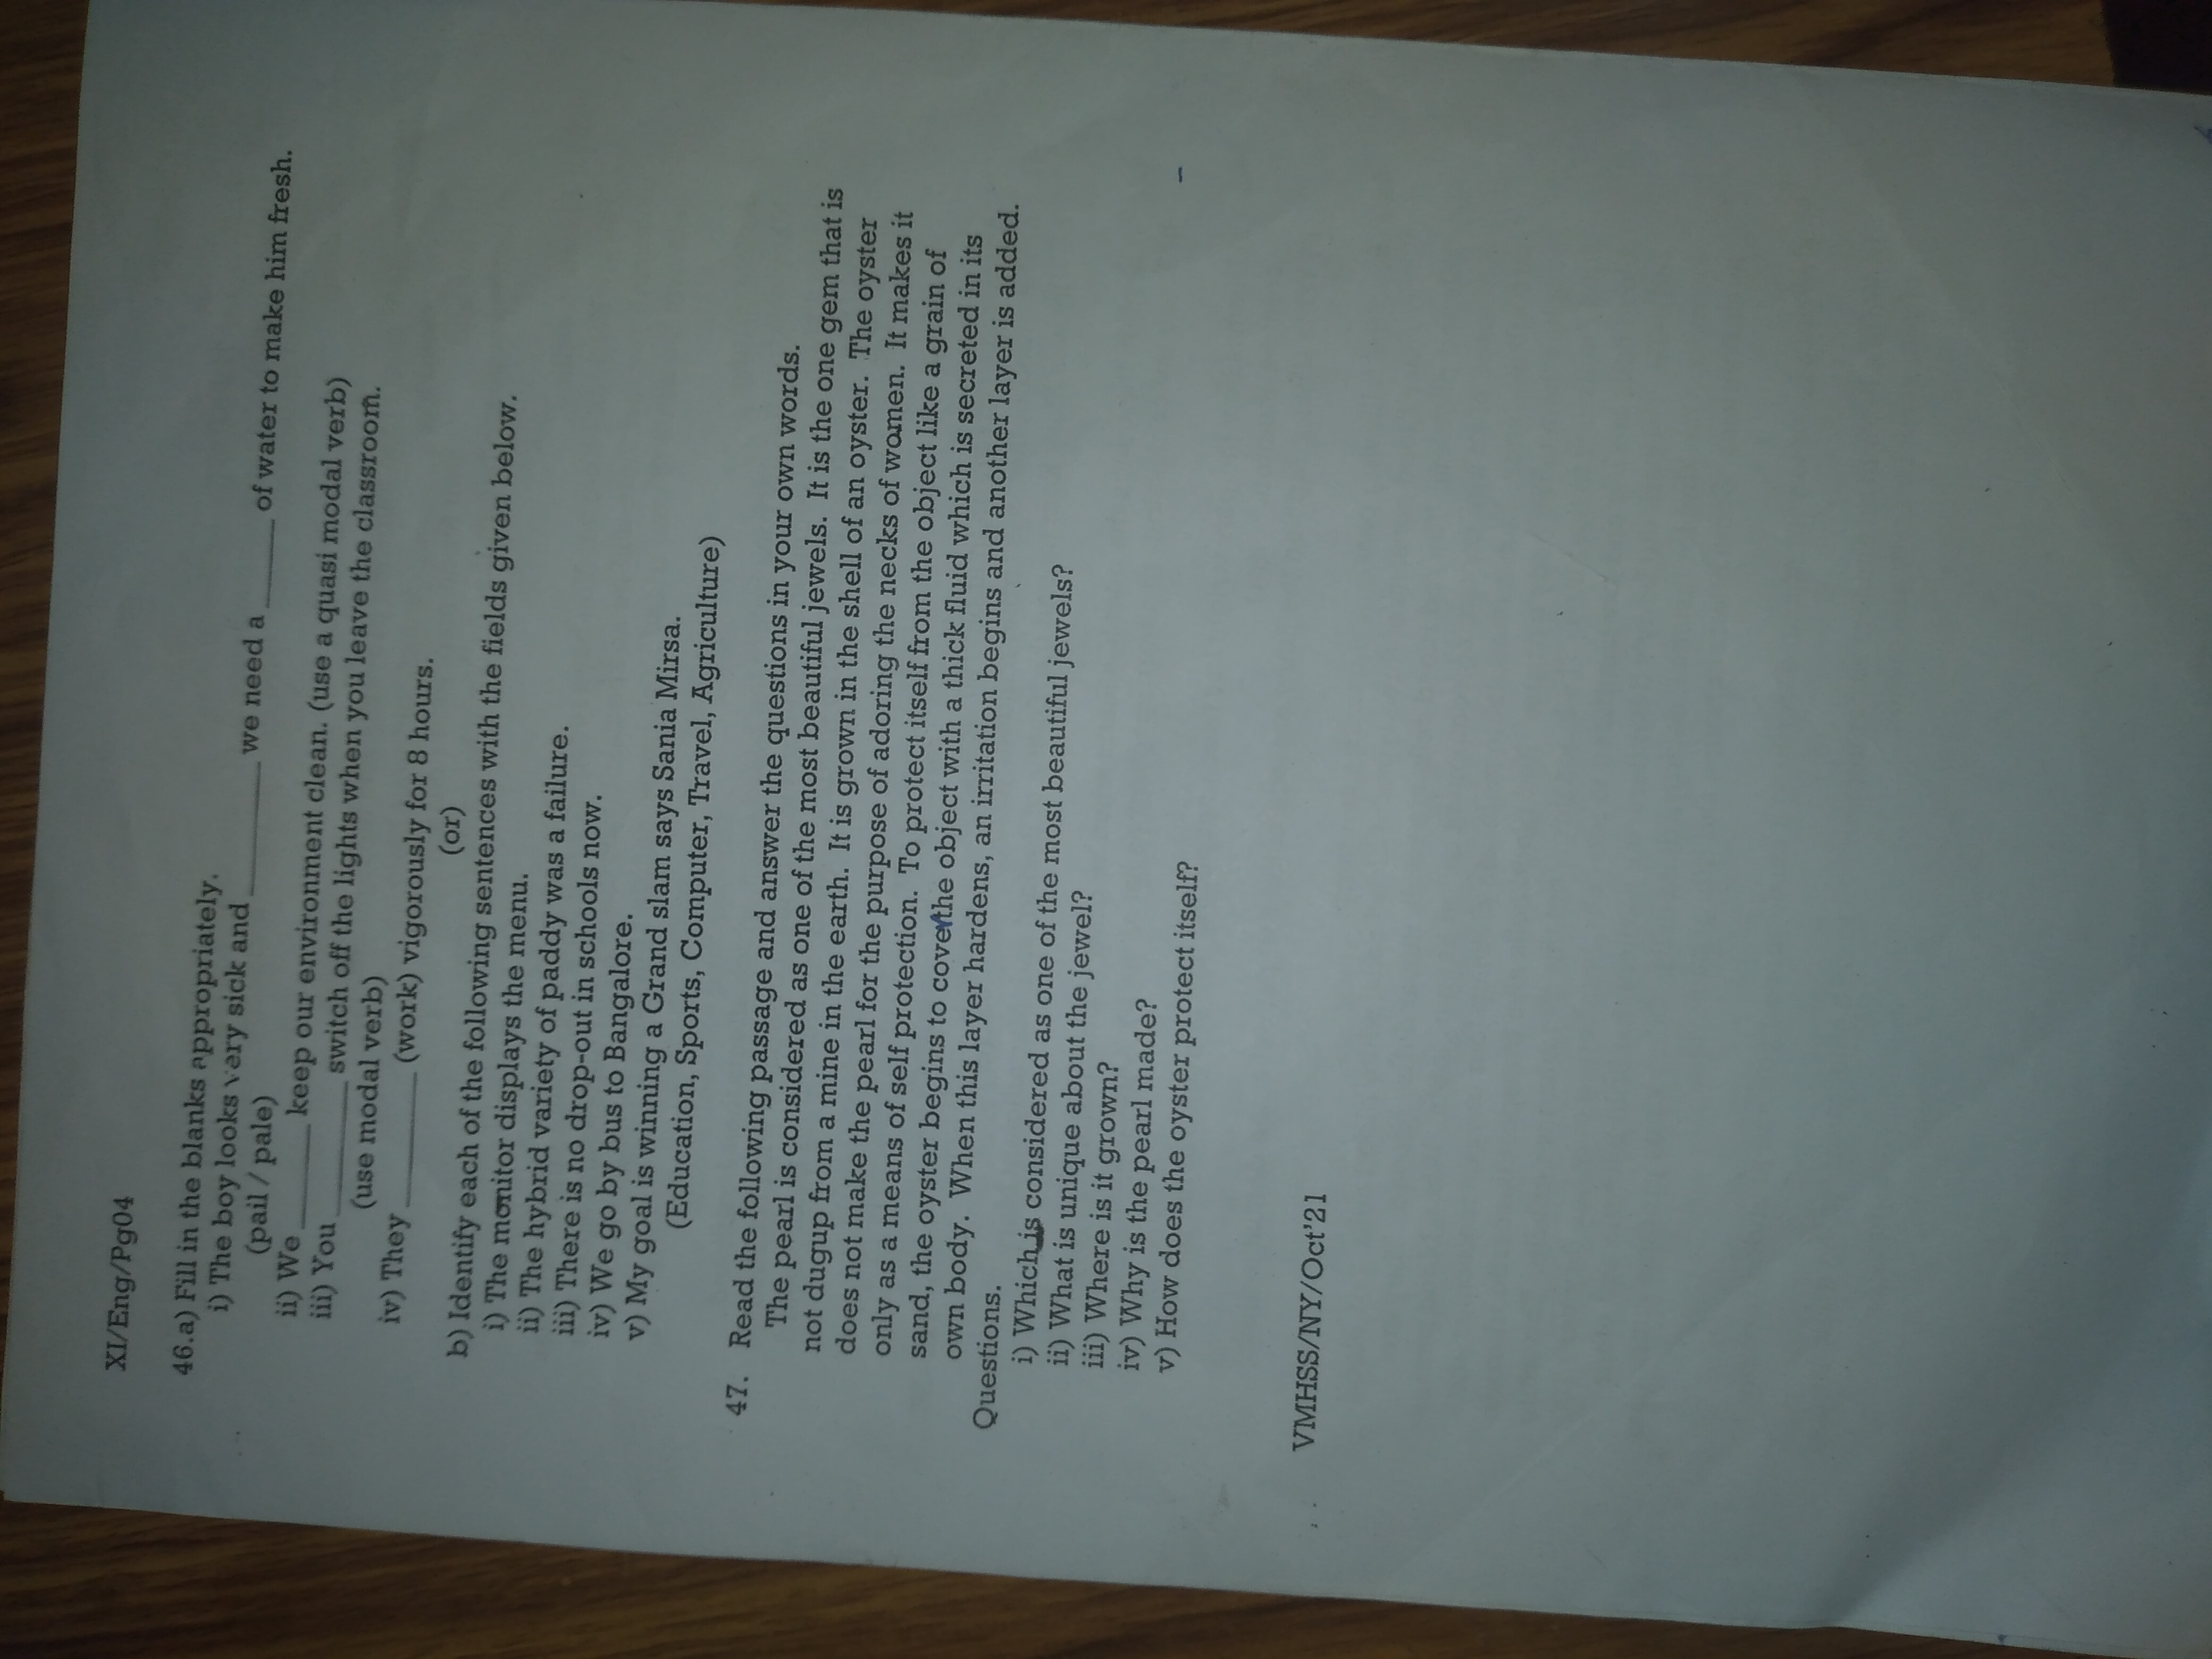 XI/Eng/Pg04
46.a) Fill in the blanks appropriately.
i) The boy looks very sick and ________ we need a ______ of water to make him fresh.
(pail / pale)
ii) We _______ keep our environment clean. (use a quasi modal verb)
iii) You _________ switch off the lights when you leave the classroom.
(use modal verb)
iv) They _________ (work) vigorously for 8 hours.
(or)
b) Identify each of the following sentences with the fields given below.
i) The monitor displays the menu.
ii) The hybrid variety of paddy was a failure.
iii) There is no drop-out in schools now.
iv) We go by bus to Bangalore.
v) My goal is winning a Grand slam says Sania Mirsa.
(Education, Sports, Computer, Travel, Agriculture)
47. Read the following passage and answer the questions in your own words.
The pearl is considered as one of the most beautiful jewels. It is the one gem that is
not dugup from a mine in the earth. It is grown in the shell of an oyster. The oyster
does not make the pearl for the purpose of adoring the necks of women. It makes it
only as a means of self protection. To protect itself from the object like a grain of
sand, the oyster begins to cover the object with a thick fluid which is secreted in its
own body. When this layer hardens, an irritation begins and another layer is added.
Questions.
i) Which is considered as one of the most beautiful jewels?
ii) What is unique about the jewel?
iii) Where is it grown?
iv) Why is the pearl made?
v) How does the oyster protect itself?
VMHSS/NY/Oct'21